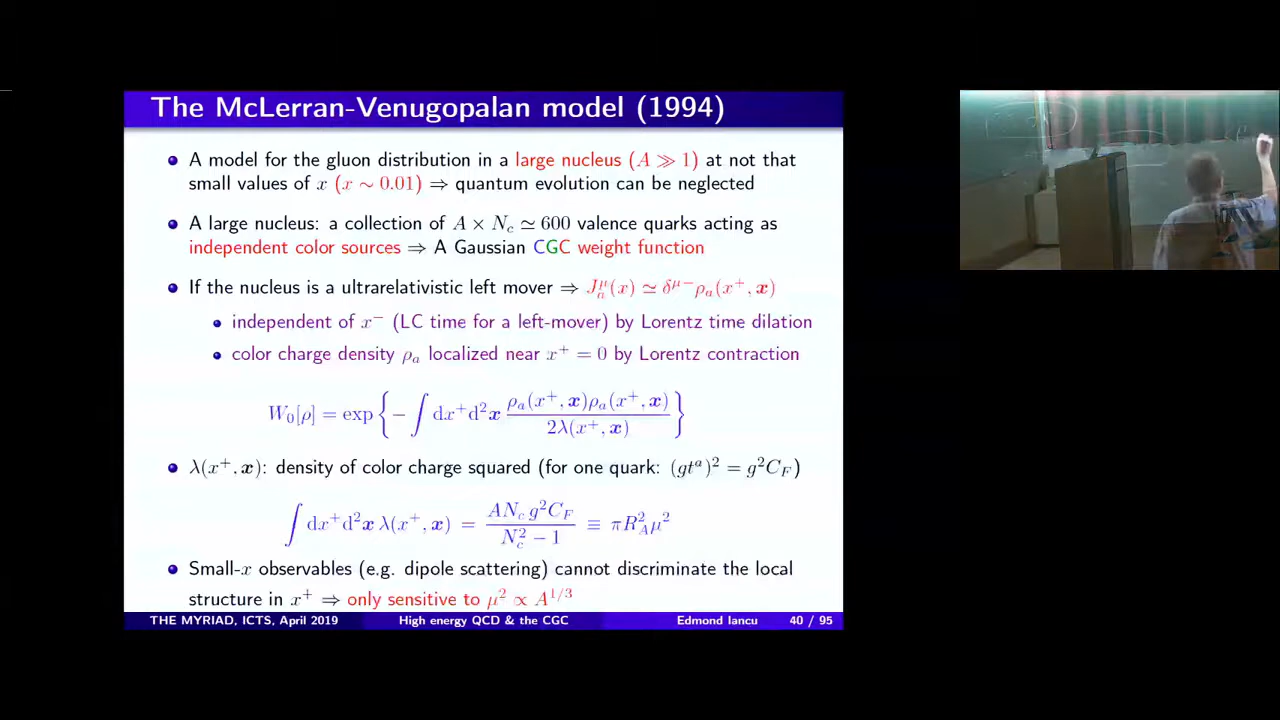 The McLerran-Venugopalan model (1994)
A model for the gluon distribution in a large nucleus (A ≫ 1) at not that
small values of x (x ∼ 0.01) ⇒ quantum evolution can be neglected
A large nucleus: a collection of A × N_c ≃ 600 valence quarks acting as
independent color sources ⇒ A Gaussian CGC weight function
If the nucleus is a ultrarelativistic left mover ⇒ J^μ_a(x) ≃ δ^{μ−}ρ_a(x^+, x)
independent of x^− (LC time for a left-mover) by Lorentz time dilation
color charge density ρ_a localized near x^+ = 0 by Lorentz contraction
W_0[ρ] = exp { − ∫ dx^+d^2x ρ_a(x^+, x)ρ_a(x^+, x) / 2λ(x^+, x) }
λ(x^+, x): density of color charge squared (for one quark: (gt^a)^2 = g^2C_F)
∫ dx^+d^2x λ(x^+, x) = AN_c g^2C_F / N_c^2 − 1 ≡ πR_A^2μ^2
Small-x observables (e.g. dipole scattering) cannot discriminate the local
structure in x^+ ⇒ only sensitive to μ^2 ∝ A^{1/3}
THE MYRIAD, ICTS, April 2019 High energy QCD & the CGC Edmond Iancu 40 / 95